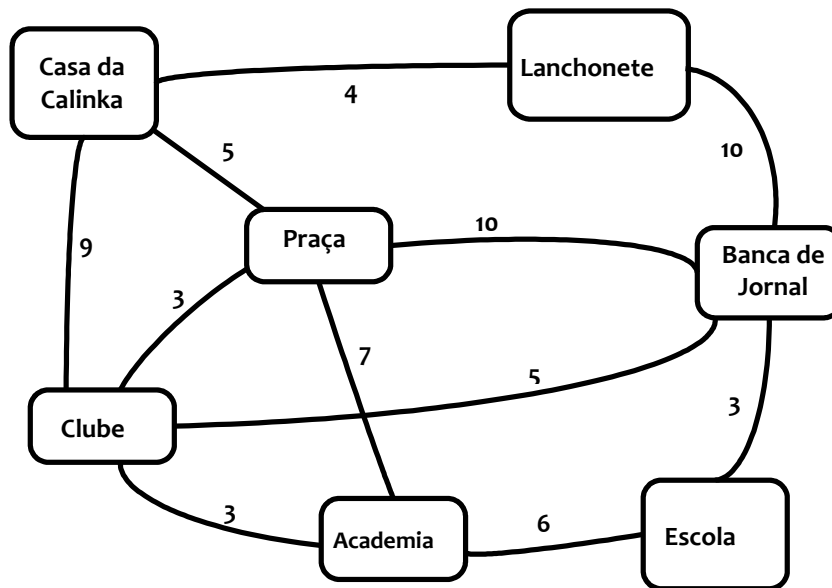 Casa da
Calinka
Lanchonete
4
5
10
Praça
10
Banca de
Jornal
9
3
7
5
3
Clube
3
Academia
6
Escola